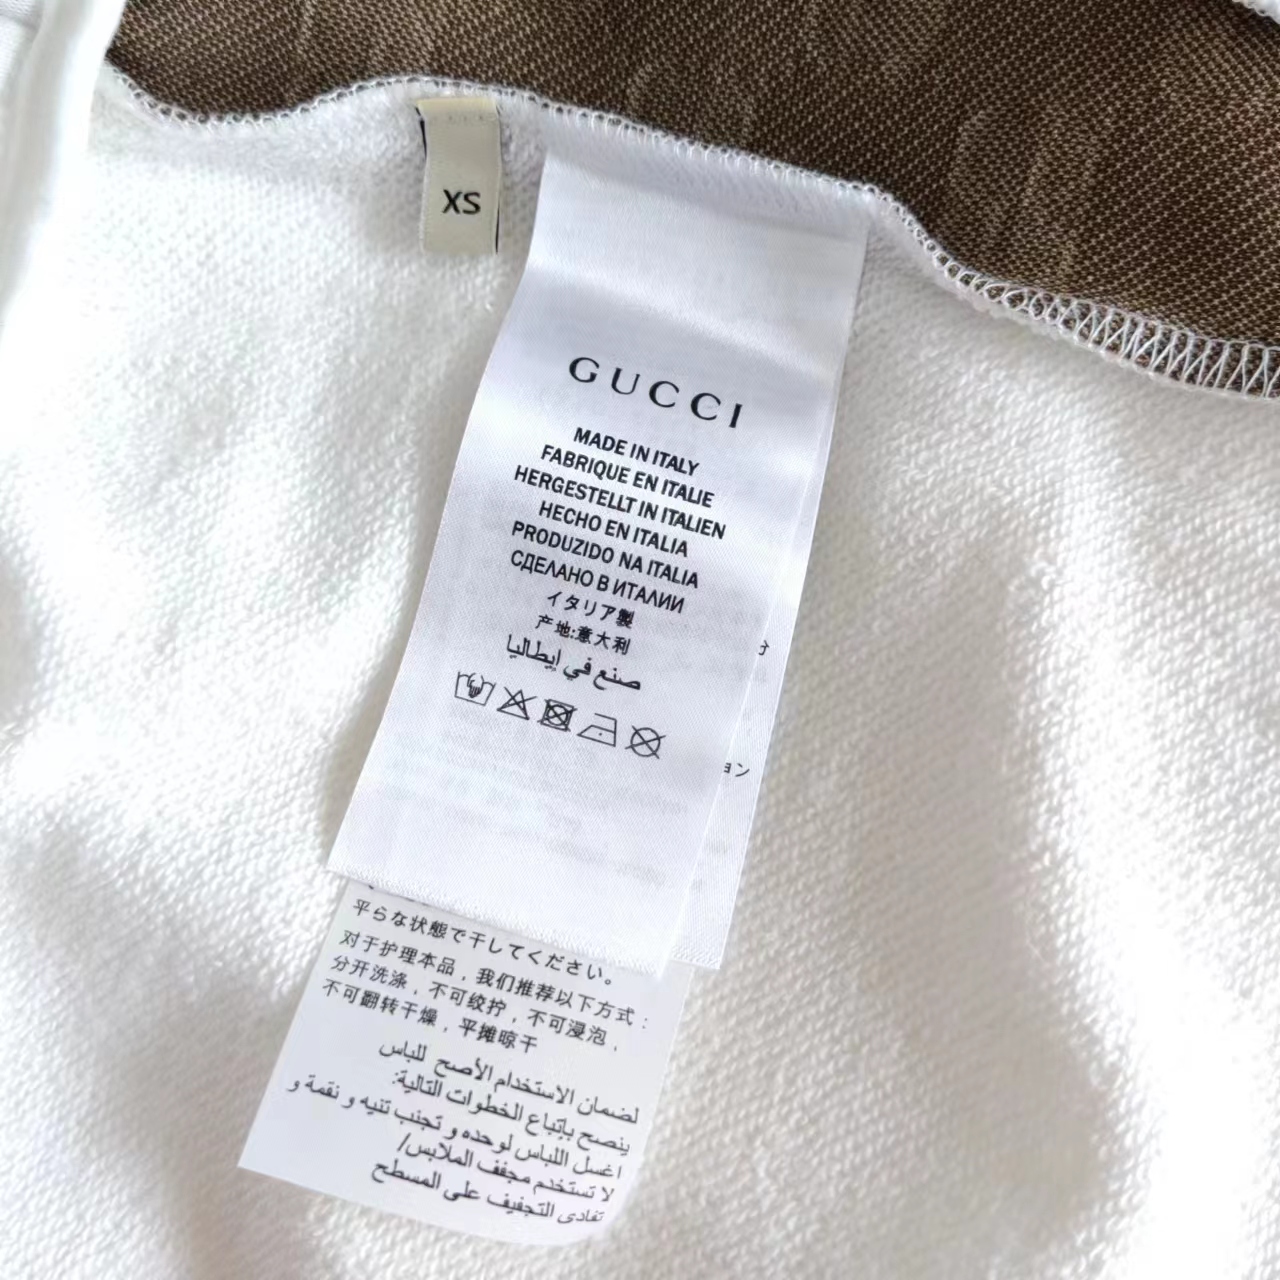 XS
GUCCI
MADE IN ITALY
FABRIQUE EN ITALIE
HERGESTELLT IN ITALIEN
HECHO EN ITALIA
PRODUZIDO NA ITALIA
СДЕЛАНО В ИТАЛИИ
イタリア製
产地:意大利
صنع في إيطاليا
ョン
平らな状態で干してください。
对于护理本品，我们推荐以下方式：
分开洗涤，不可绞拧，不可浸泡，
不可翻转干燥，平摊晾干
لضمان الاستخدام الأصح للباس
ينصح بإتباع الخطوات التالية:
اغسل اللباس لوحده و تجنب تنيه و نقمة و
لا تستخدم مجفف الملابس/
تفادى التجفيف على المسطح